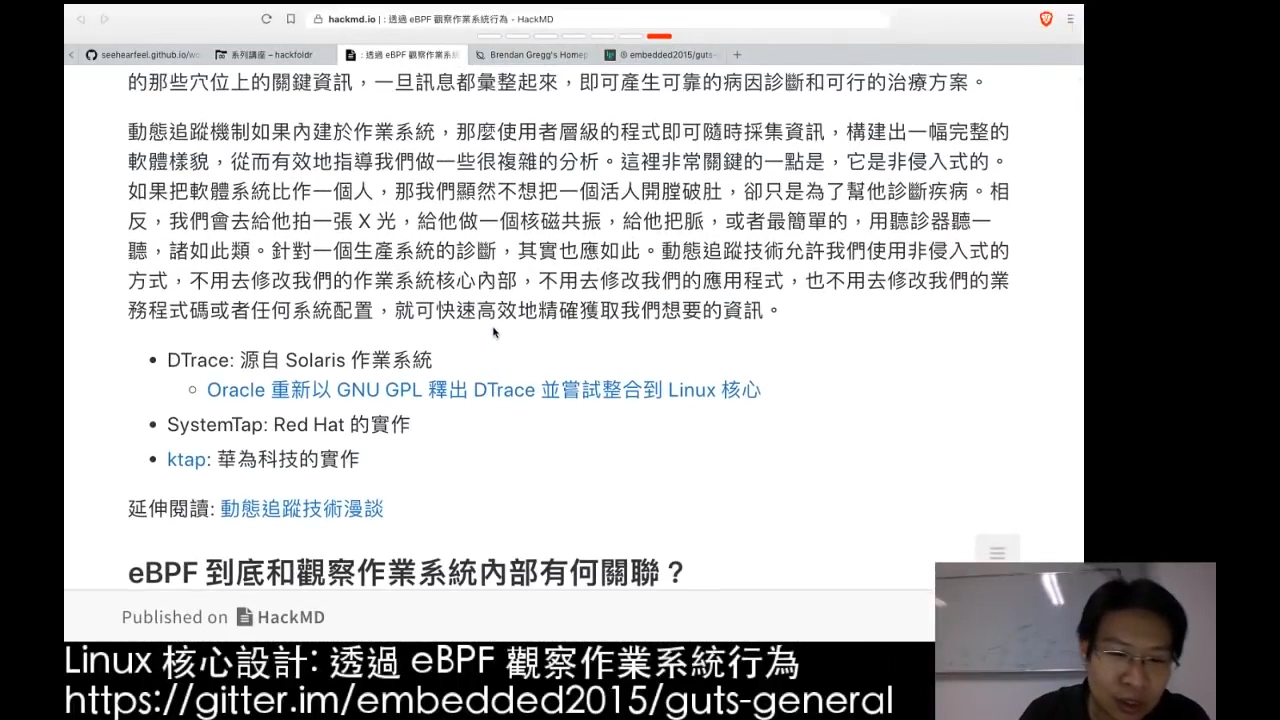 hackmd.io | : 透過 eBPF 觀察作業系統行為 - HackMD
seehearfeel.github.io/wo
系列講座 – hackfoldr
: 透過 eBPF 觀察作業系統
Brendan Gregg's Homep
embedded2015/guts-
的那些穴位上的關鍵資訊，一旦訊息都彙整起來，即可產生可靠的病因診斷和可行的治療方案。
動態追蹤機制如果內建於作業系統，那麼使用者層級的程式即可隨時採集資訊，構建出一幅完整的
軟體樣貌，從而有效地指導我們做一些很複雜的分析。這裡非常關鍵的一點是，它是非侵入式的。
如果把軟體系統比作一個人，那我們顯然不想把一個活人開膛破肚，卻只是為了幫他診斷疾病。相
反，我們會去給他拍一張 X 光，給他做一個核磁共振，給他把脈，或者最簡單的，用聽診器聽一
聽，諸如此類。針對一個生產系統的診斷，其實也應如此。動態追蹤技術允許我們使用非侵入式的
方式，不用去修改我們的作業系統核心內部，不用去修改我們的應用程式，也不用去修改我們的業
務程式碼或者任何系統配置，就可快速高效地精確獲取我們想要的資訊。
• DTrace: 源自 Solaris 作業系統
◦ Oracle 重新以 GNU GPL 釋出 DTrace 並嘗試整合到 Linux 核心
• SystemTap: Red Hat 的實作
• ktap: 華為科技的實作
延伸閱讀: 動態追蹤技術漫談
eBPF 到底和觀察作業系統內部有何關聯？
Published on HackMD
Linux 核心設計: 透過 eBPF 觀察作業系統行為
https://gitter.im/embedded2015/guts-general